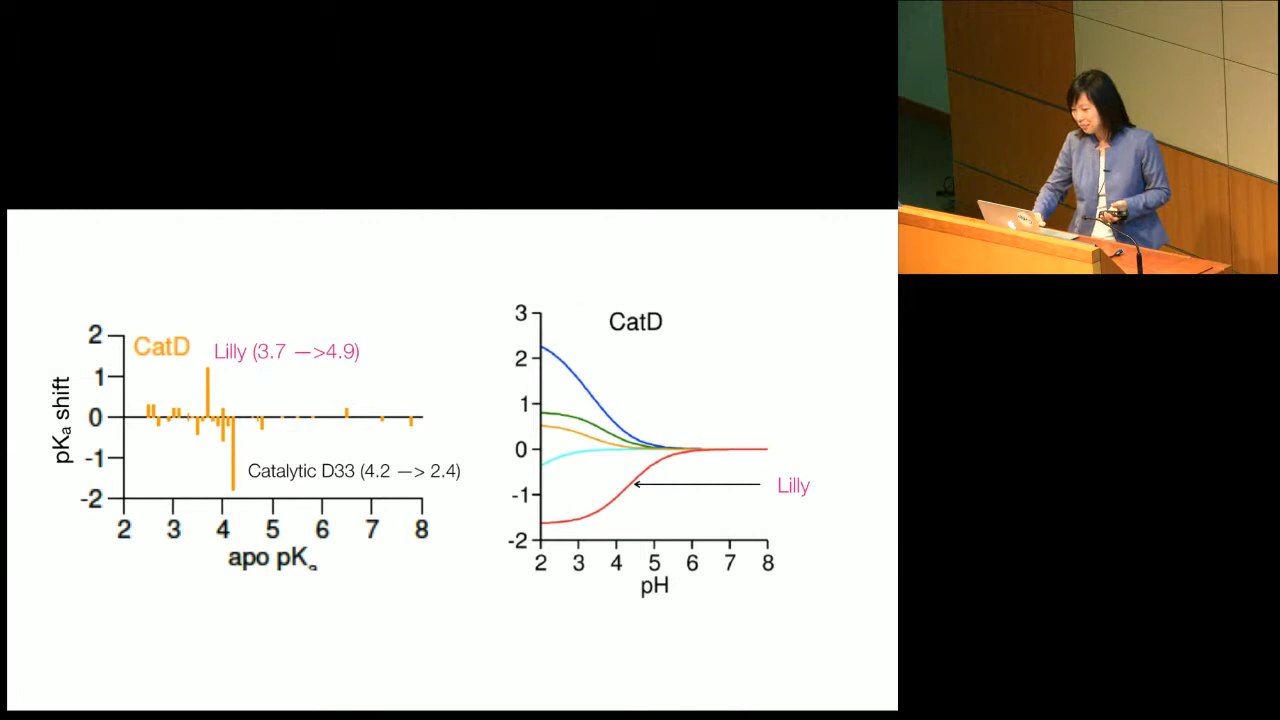 2
CatD
Lilly (3.7 —>4.9)
1
pKa shift
0
-1
Catalytic D33 (4.2 —> 2.4)
-2
2 3 4 5 6 7 8
apo pKa
3
CatD
2
1
0
-1
Lilly
-2
2 3 4 5 6 7 8
pH